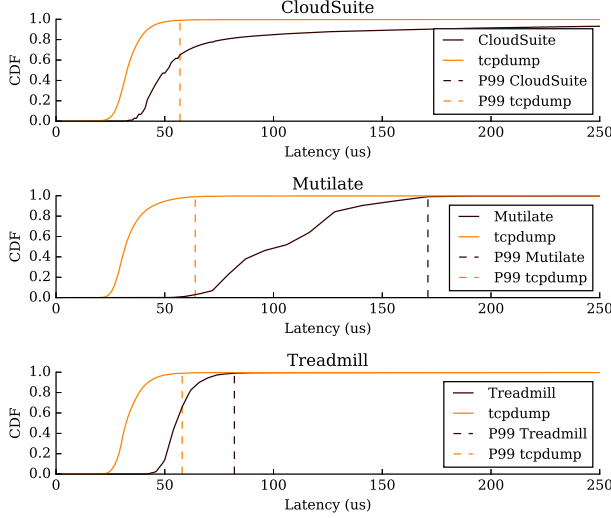 CloudSuite
1.0
0.8
0.6
0.4
0.2
0.0
CDF
CloudSuite
tcpdump
P99 CloudSuite
P99 tcpdump
0 50 100 150 200 250
Latency (us)
Mutilate
1.0
0.8
0.6
0.4
0.2
0.0
CDF
Mutilate
tcpdump
P99 Mutilate
P99 tcpdump
0 50 100 150 200 250
Latency (us)
Treadmill
1.0
0.8
0.6
0.4
0.2
0.0
CDF
Treadmill
tcpdump
P99 Treadmill
P99 tcpdump
0 50 100 150 200 250
Latency (us)